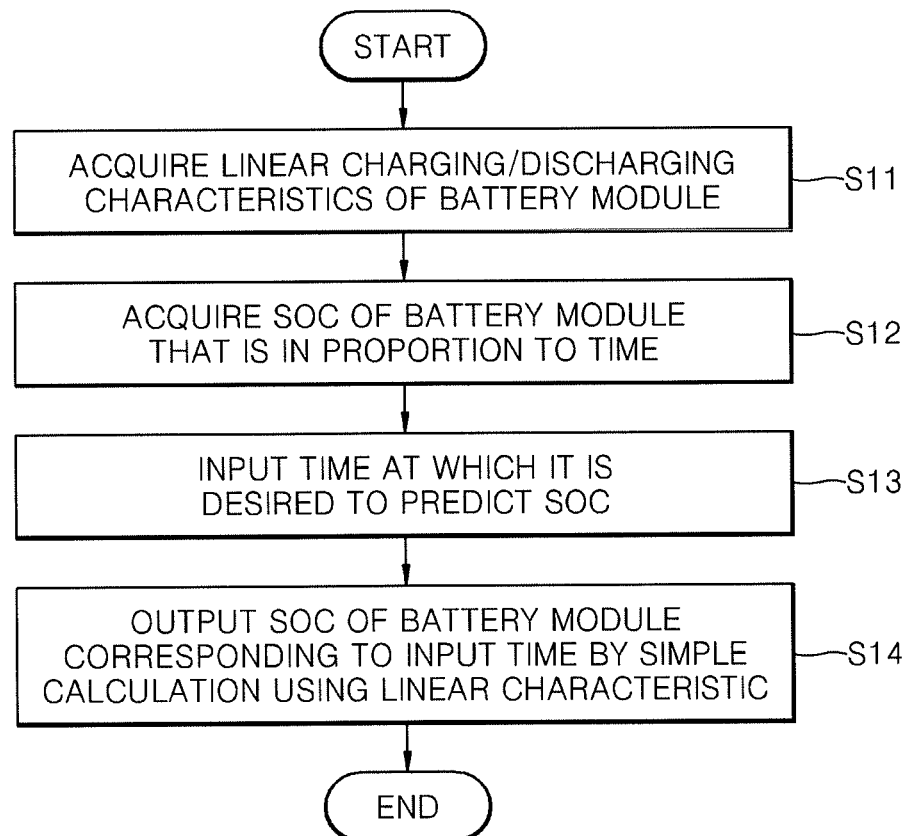 START
ACQUIRE LINEAR CHARGING/DISCHARGING
CHARACTERISTICS OF BATTERY MODULE
S11
ACQUIRE SOC OF BATTERY MODULE
THAT IS IN PROPORTION TO TIME
S12
INPUT TIME AT WHICH IT IS
DESIRED TO PREDICT SOC
S13
OUTPUT SOC OF BATTERY MODULE
CORRESPONDING TO INPUT TIME BY SIMPLE
CALCULATION USING LINEAR CHARACTERISTIC
S14
END